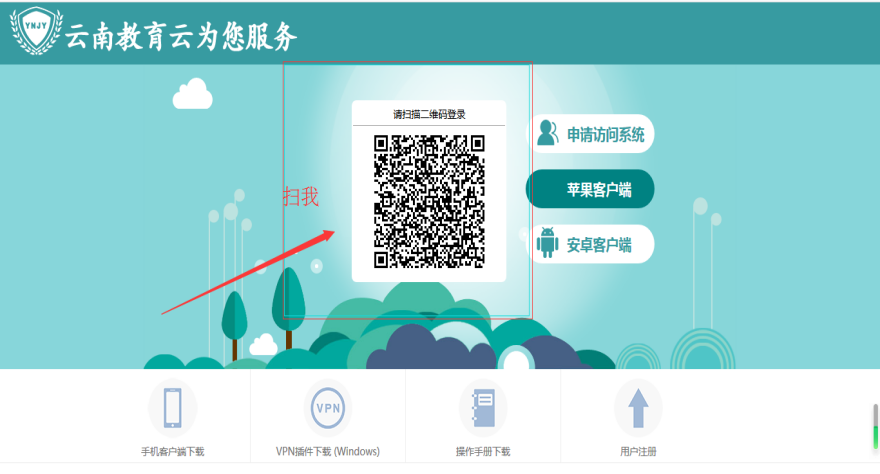 YNJY
云南教育云为您服务
请扫描二维码登录
申请访问系统
扫我
苹果客户端
安卓客户端
VPN
手机客户端下载
VPN插件下载 (Windows)
操作手册下载
用户注册